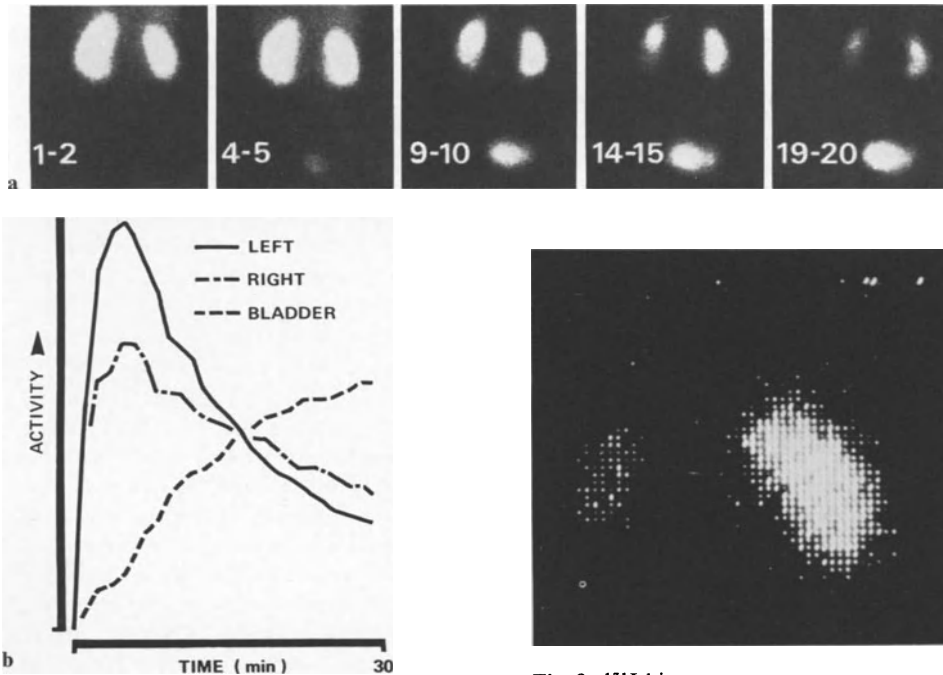 1-2 4-5 9-10 14-15 19-20
a
LEFT
RIGHT
BLADDER
ACTIVITY
b
TIME (min) 30